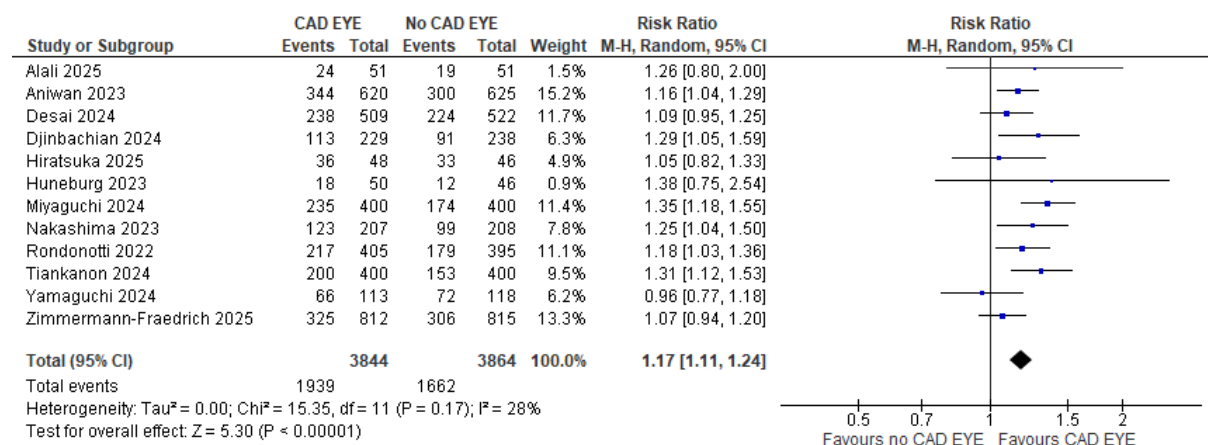 CAD EYE No CAD EYE Risk Ratio Risk Ratio
Study or Subgroup Events Total Events Total Weight M-H, Random, 95% CI M-H, Random, 95% CI
Alali 2025 24 51 19 51 1.5% 1.26 [0.80, 2.00]
Aniwan 2023 344 620 300 625 15.2% 1.16 [1.04, 1.29]
Desai 2024 238 509 224 522 11.7% 1.09 [0.95, 1.25]
Djinbachian 2024 113 229 91 238 6.3% 1.29 [1.05, 1.59]
Hiratsuka 2025 36 48 33 46 4.9% 1.05 [0.82, 1.33]
Huneburg 2023 18 50 12 46 0.9% 1.38 [0.75, 2.54]
Miyaguchi 2024 235 400 174 400 11.4% 1.35 [1.18, 1.55]
Nakashima 2023 123 207 99 208 7.8% 1.25 [1.04, 1.50]
Rondonotti 2022 217 405 179 395 11.1% 1.18 [1.03, 1.36]
Tiankanon 2024 200 400 153 400 9.5% 1.31 [1.12, 1.53]
Yamaguchi 2024 66 113 72 118 6.2% 0.96 [0.77, 1.18]
Zimmermann-Fraedrich 2025 325 812 306 815 13.3% 1.07 [0.94, 1.20]
Total (95% CI) 3844 3864 100.0% 1.17 [1.11, 1.24]
Total events 1939 1662
Heterogeneity: Tau² = 0.00; Chi² = 15.35, df = 11 (P = 0.17); I² = 28%
Test for overall effect: Z = 5.30 (P < 0.00001)
0.5 0.7 1 1.5 2
Favours no CAD EYE Favours CAD EYE